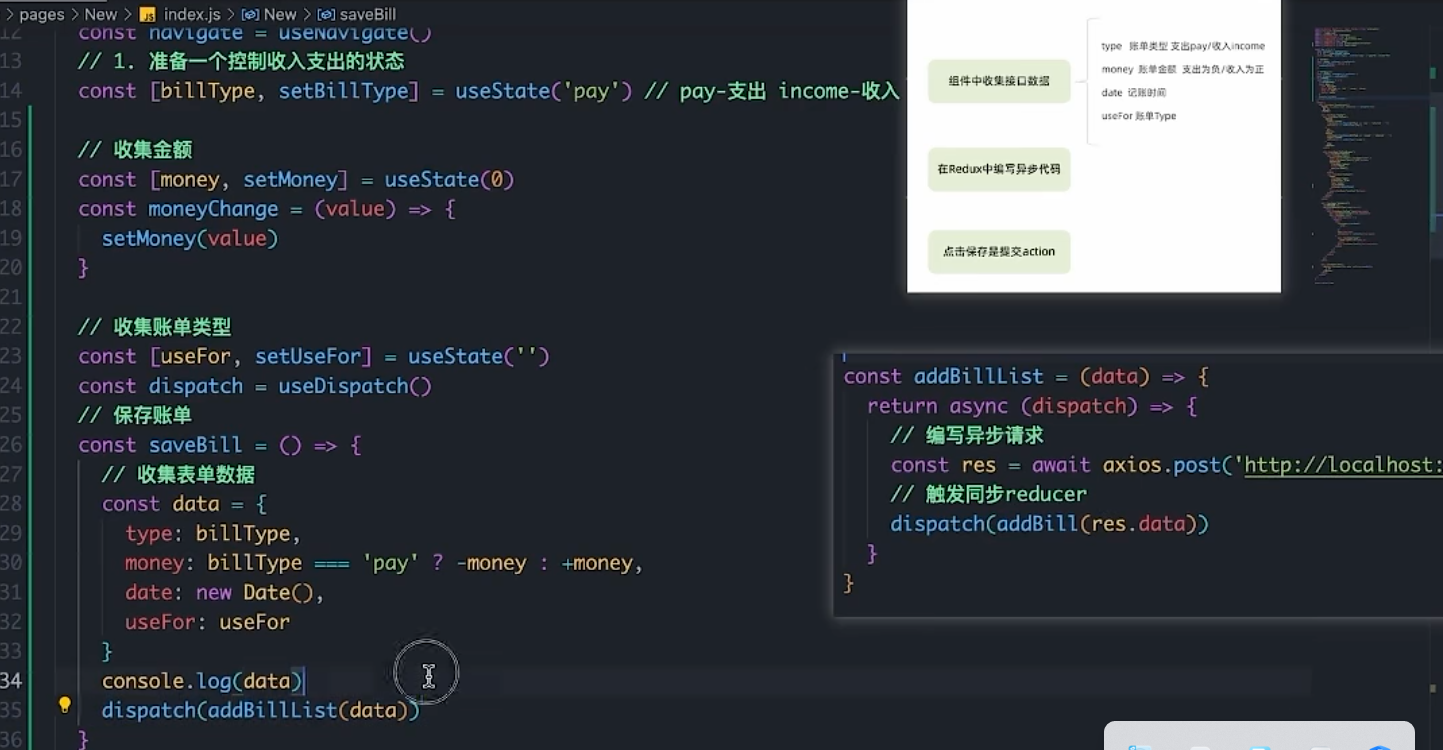 pages > New > JS index.js > New > saveBill
12 const navigate = useNavigate()
13 // 1. 准备一个控制收入支出的状态
14 const [billType, setBillType] = useState('pay') // pay-支出 income-收入
15
16 // 收集金额
17 const [money, setMoney] = useState(0)
18 const moneyChange = (value) => {
19 setMoney(value)
20 }
21
22 // 收集账单类型
23 const [useFor, setUseFor] = useState('')
24 const dispatch = useDispatch()
25 // 保存账单
26 const saveBill = () => {
27 // 收集表单数据
28 const data = {
29 type: billType,
30 money: billType === 'pay' ? -money : +money,
31 date: new Date(),
32 useFor: useFor
33 }
34 console.log(data)
35 dispatch(addBillList(data))
36 }
组件中收集接口数据
type 账单类型 支出pay/收入income
money 账单金额 支出为负/收入为正
date 记账时间
useFor 账单Type
在Redux中编写异步代码
点击保存是提交action
const addBillList = (data) => {
return async (dispatch) => {
// 编写异步请求
const res = await axios.post('http://localhost:
// 触发同步reducer
dispatch(addBill(res.data))
}
}